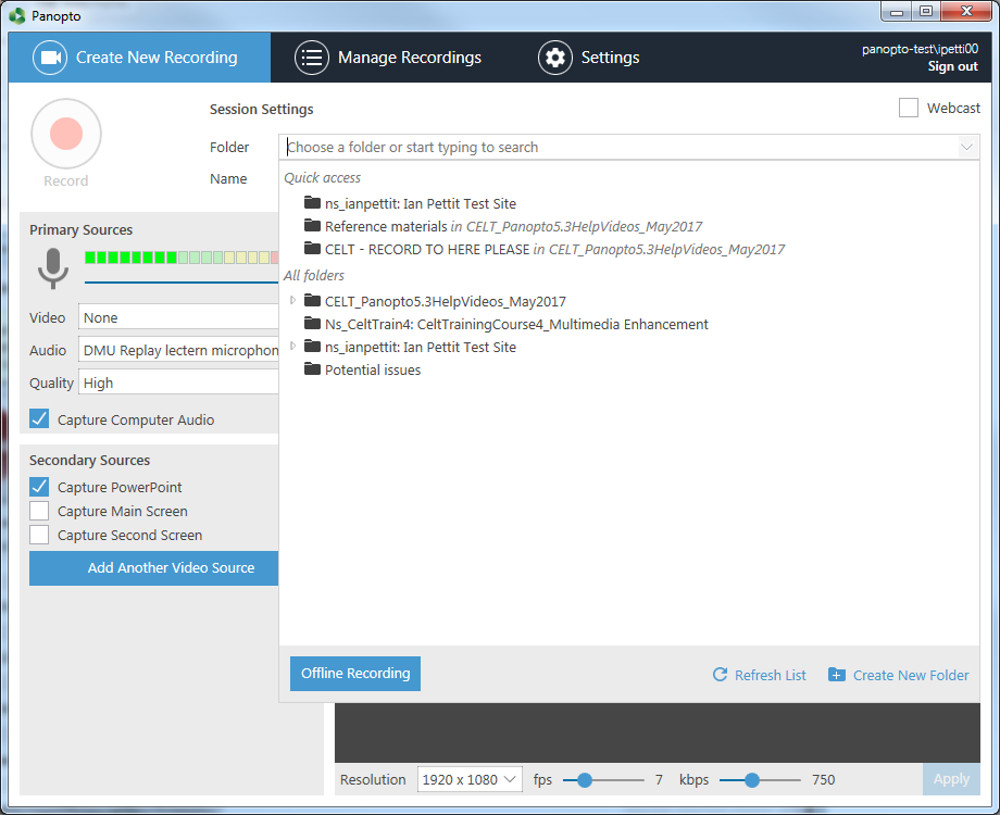 Panopto
Create New Recording
Manage Recordings
Settings
panopto-test\ipetti00
Sign out
Record
Session Settings
Webcast
Folder
Choose a folder or start typing to search
Name
Quick access
ns_ianpettit: Ian Pettit Test Site
Reference materials in CELT_Panopto5.3HelpVideos_May2017
CELT - RECORD TO HERE PLEASE in CELT_Panopto5.3HelpVideos_May2017
All folders
CELT_Panopto5.3HelpVideos_May2017
Ns_CeltTrain4: CeltTrainingCourse4_Multimedia Enhancement
ns_ianpettit: Ian Pettit Test Site
Potential issues
Primary Sources
Video None
Audio DMU Replay lectern microphon
Quality High
Capture Computer Audio
Secondary Sources
Capture PowerPoint
Capture Main Screen
Capture Second Screen
Add Another Video Source
Offline Recording
Refresh List
Create New Folder
Resolution 1920 x 1080 fps 7 kbps 750 Apply